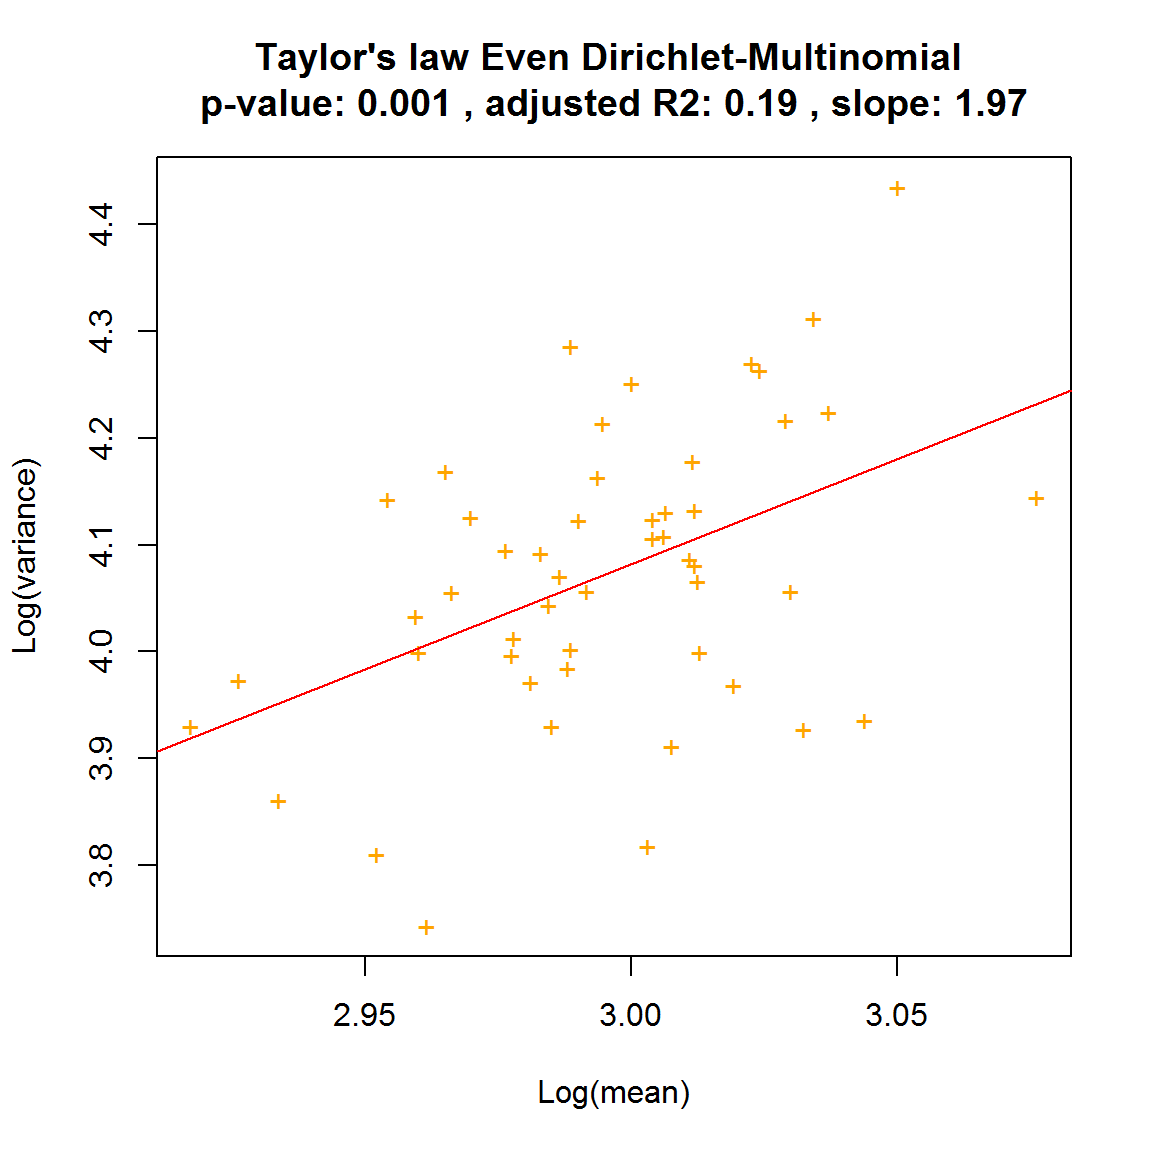 Taylor's law Even Dirichlet-Multinomial
p-value: 0.001 , adjusted R2: 0.19 , slope: 1.97
Log(variance)
4.4
4.3
4.2
4.1
4.0
3.9
3.8
2.95 3.00 3.05
Log(mean)